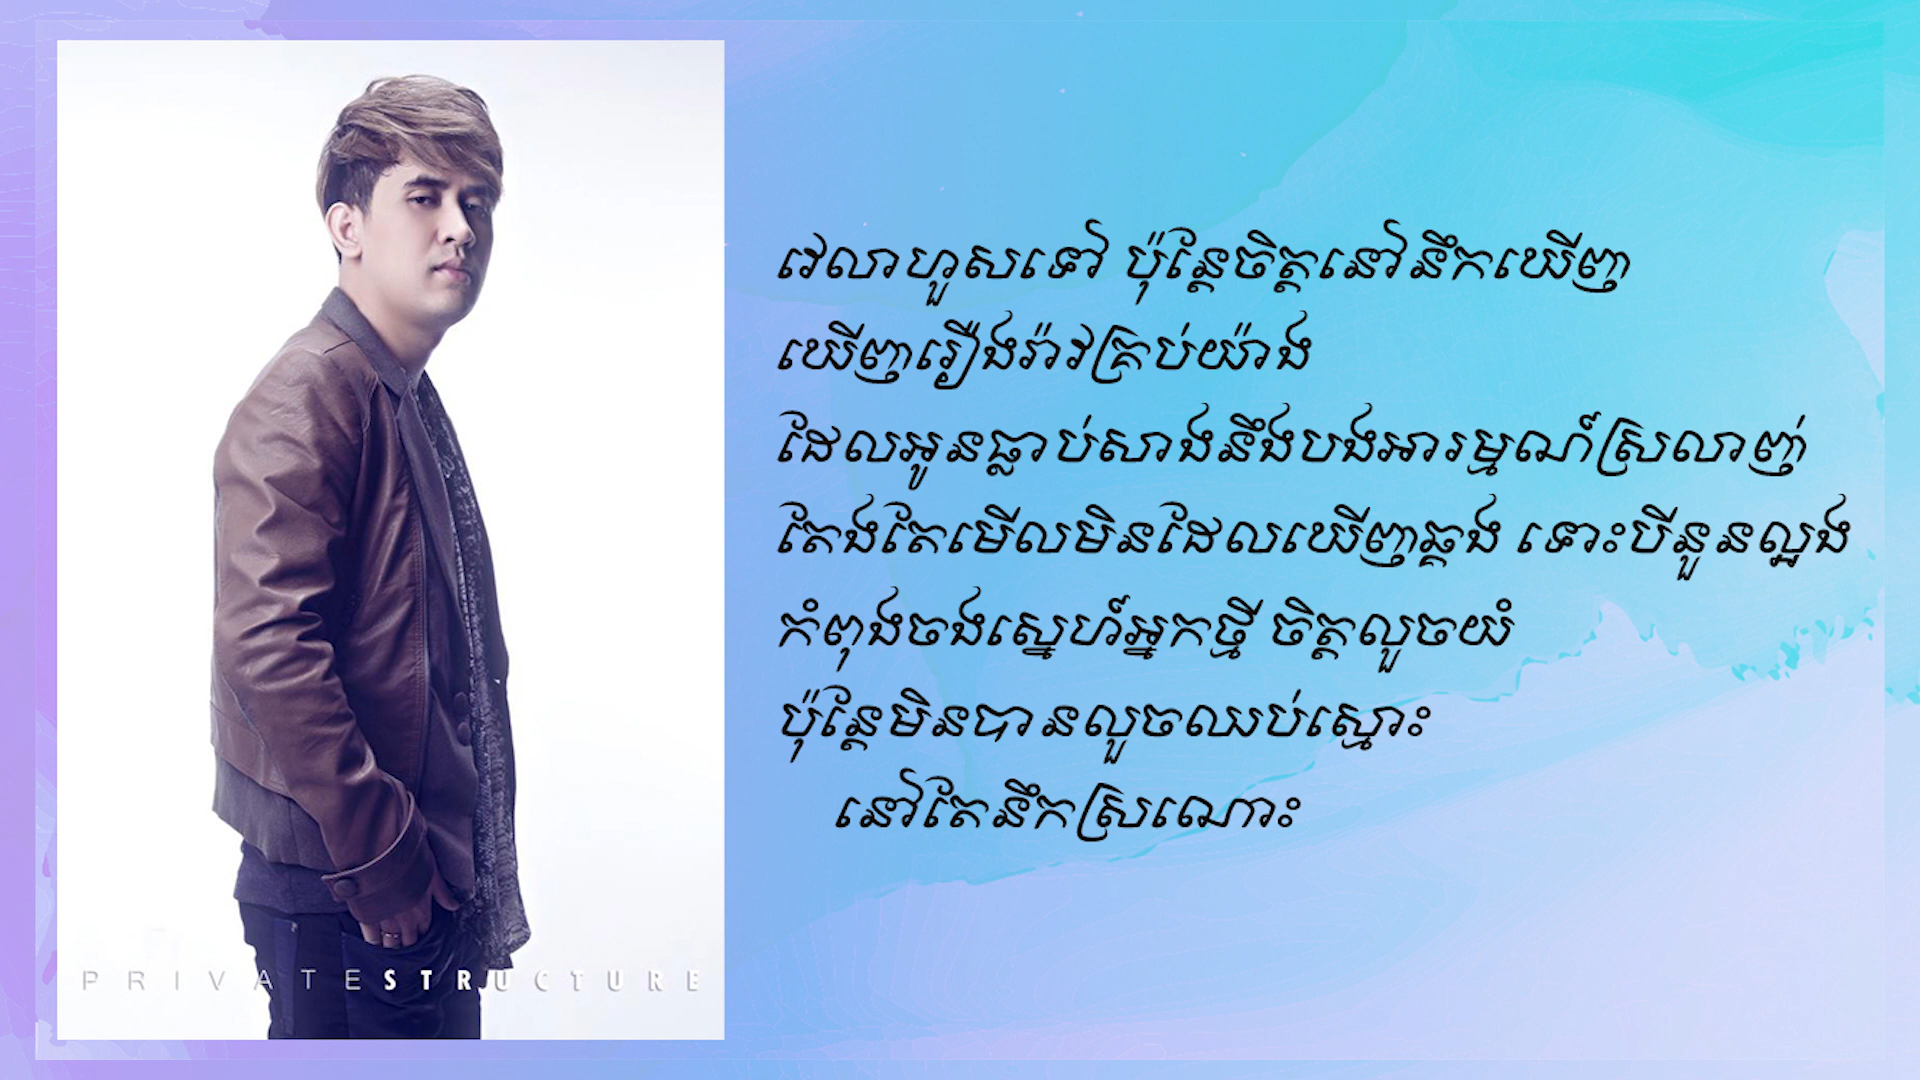 វេលាហួសទៅ ប៉ុន្តែចិត្តនៅនឹកឃើញ
ឃើញរឿងរ៉ាវគ្រប់យ៉ាង
ដែលអូនធ្លាប់សាងនឹងបងអារម្មណ៍ស្រលាញ់
តែងតែមើលមិនដែលឃើញឆ្គង ទោះបីនួនល្អង
កំពុងចងស្នេហ៍អ្នកថ្មី ចិត្តលួចយំ
ប៉ុន្តែមិនបានលួចឈប់ស្មោះ
នៅតែនឹកស្រណោះ
PRIVATESTRUCTURE